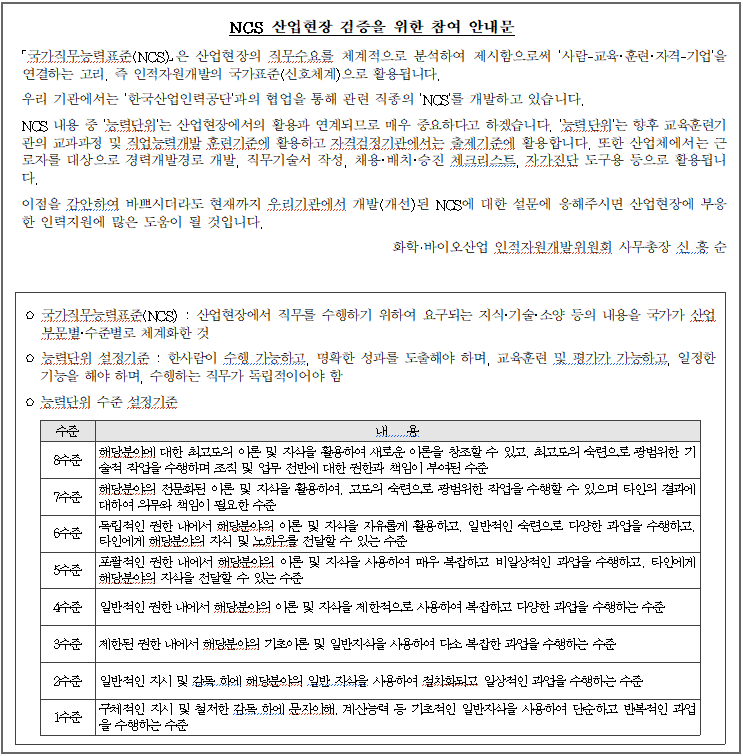 NCS 산업현장 검증을 위한 참여 안내문
「국가직무능력표준(NCS)」은 산업현장의 직무수요를 체계적으로 분석하여 제시함으로써 '사람-교육·훈련·자격-기업'을
연결하는 고리, 즉 인적자원개발의 국가표준(신호체계)으로 활용됩니다.
우리 기관에서는 '한국산업인력공단'과의 협업을 통해 관련 직종의 'NCS'를 개발하고 있습니다.
NCS 내용 중 '능력단위'는 산업현장에서의 활용과 연계되므로 매우 중요하다고 하겠습니다. '능력단위'는 향후 교육훈련기
관의 교과과정 및 직업능력개발 훈련기준에 활용하고 자격검정기관에서는 출제기준에 활용합니다. 또한 산업체에서는 근
로자를 대상으로 경력개발경로 개발, 직무기술서 작성, 채용·배치·승진 체크리스트, 자가진단 도구용 등으로 활용됩니
다.
이점을 감안하여 바쁘시더라도 현재까지 우리기관에서 개발(개선)된 NCS에 대한 설문에 응해주시면 산업현장에 부응
한 인력지원에 많은 도움이 될 것입니다.
화학·바이오산업 인적자원개발위원회 사무총장 신 홍 순
○ 국가직무능력표준(NCS) : 산업현장에서 직무를 수행하기 위하여 요구되는 지식·기술·소양 등의 내용을 국가가 산업
부문별·수준별로 체계화한 것
○ 능력단위 설정기준 : 한사람이 수행 가능하고, 명확한 성과를 도출해야 하며, 교육훈련 및 평가가 가능하고, 일정한
기능을 해야 하며, 수행하는 직무가 독립적이어야 함
○ 능력단위 수준 설정기준
수준 내 용
8수준 해당분야에 대한 최고도의 이론 및 지식을 활용하여 새로운 이론을 창조할 수 있고, 최고도의 숙련으로 광범위한 기
술적 작업을 수행하며 조직 및 업무 전반에 대한 권한과 책임이 부여된 수준
7수준 해당분야의 전문화된 이론 및 지식을 활용하여, 고도의 숙련으로 광범위한 작업을 수행할 수 있으며 타인의 결과에
대하여 의무와 책임이 필요한 수준
6수준 독립적인 권한 내에서 해당분야의 이론 및 지식을 자유롭게 활용하고, 일반적인 숙련으로 다양한 과업을 수행하고,
타인에게 해당분야의 지식 및 노하우를 전달할 수 있는 수준
5수준 포괄적인 권한 내에서 해당분야의 이론 및 지식을 사용하여 매우 복잡하고 비일상적인 과업을 수행하고, 타인에게
해당분야의 지식을 전달할 수 있는 수준
4수준 일반적인 권한 내에서 해당분야의 이론 및 지식을 제한적으로 사용하여 복잡하고 다양한 과업을 수행하는 수준
3수준 제한된 권한 내에서 해당분야의 기초이론 및 일반지식을 사용하여 다소 복잡한 과업을 수행하는 수준
2수준 일반적인 지시 및 감독 하에 해당분야의 일반 지식을 사용하여 절차화되고 일상적인 과업을 수행하는 수준
1수준 구체적인 지시 및 철저한 감독 하에 문자이해, 계산능력 등 기초적인 일반지식을 사용하여 단순하고 반복적인 과업
을 수행하는 수준